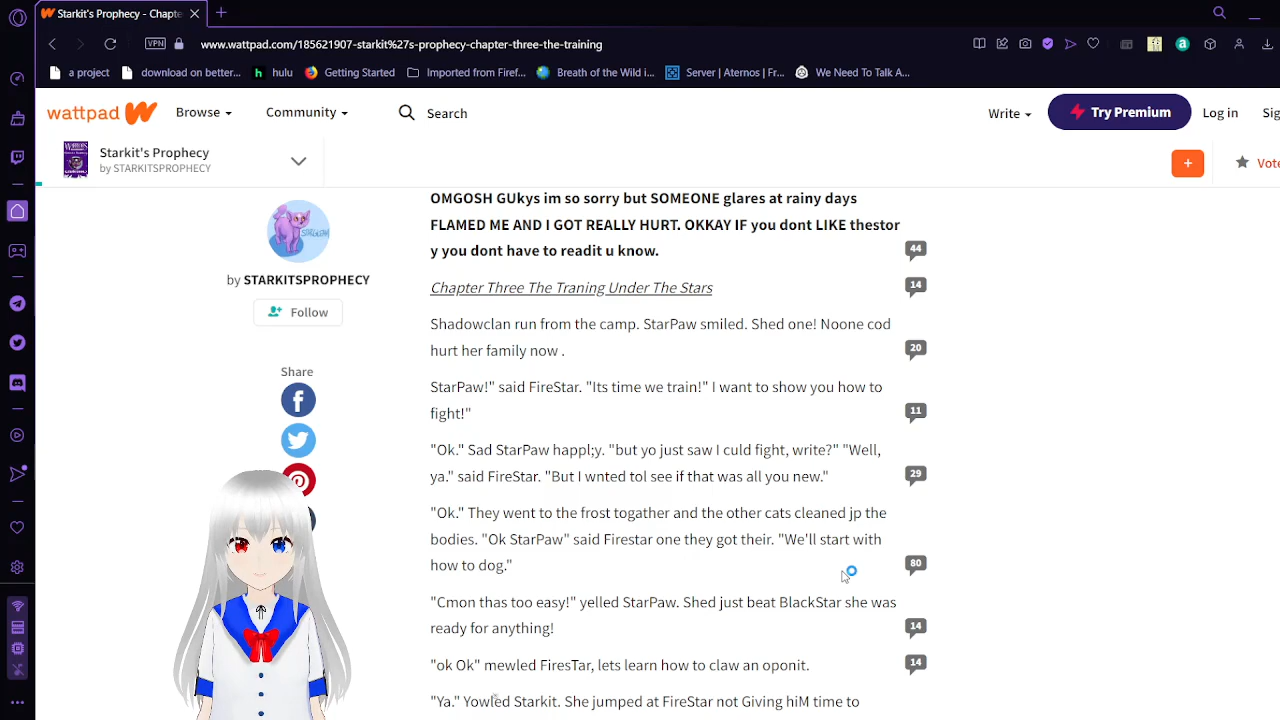 Starkit's Prophecy - Chapte
VPN
www.wattpad.com/185621907-starkit%27s-prophecy-chapter-three-the-training
a project
download on better...
hulu
Getting Started
Imported from Firef...
Breath of the Wild i...
Server | Aternos | Fr...
We Need To Talk A...
wattpad
Browse
Community
Search
Write
Try Premium
Log in
Sig
Starkit's Prophecy
by STARKITSPROPHECY
+
Vote
OMGOSH GUkys im so sorry but SOMEONE glares at rainy days
FLAMED ME AND I GOT REALLY HURT. OKKAY IF you dont LIKE thestor
y you dont have to readit u know.
44
by STARKITSPROPHECY
Follow
Share
Chapter Three The Traning Under The Stars
14
Shadowclan run from the camp. StarPaw smiled. Shed one! Noone cod
hurt her family now .
20
StarPaw!" said FireStar. "Its time we train!" I want to show you how to
fight!"
11
"Ok." Sad StarPaw happl;y. "but yo just saw I culd fight, write?" "Well,
ya." said FireStar. "But I wnted tol see if that was all you new."
29
"Ok." They went to the frost togather and the other cats cleaned jp the
bodies. "Ok StarPaw" said Firestar one they got their. "We'll start with
how to dog."
80
"Cmon thas too easy!" yelled StarPaw. Shed just beat BlackStar she was
ready for anything!
14
"ok Ok" mewled FiresTar, lets learn how to claw an oponit.
14
"Ya." Yowled Starkit. She jumped at FireStar not Giving hiM time to